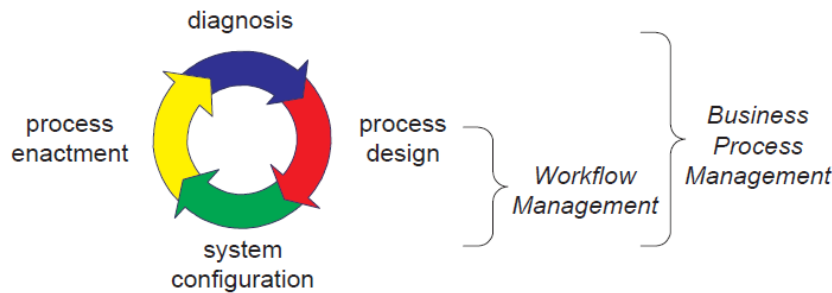 diagnosis
process
enactment
process
design
system
configuration
Workflow
Management
Business
Process
Management